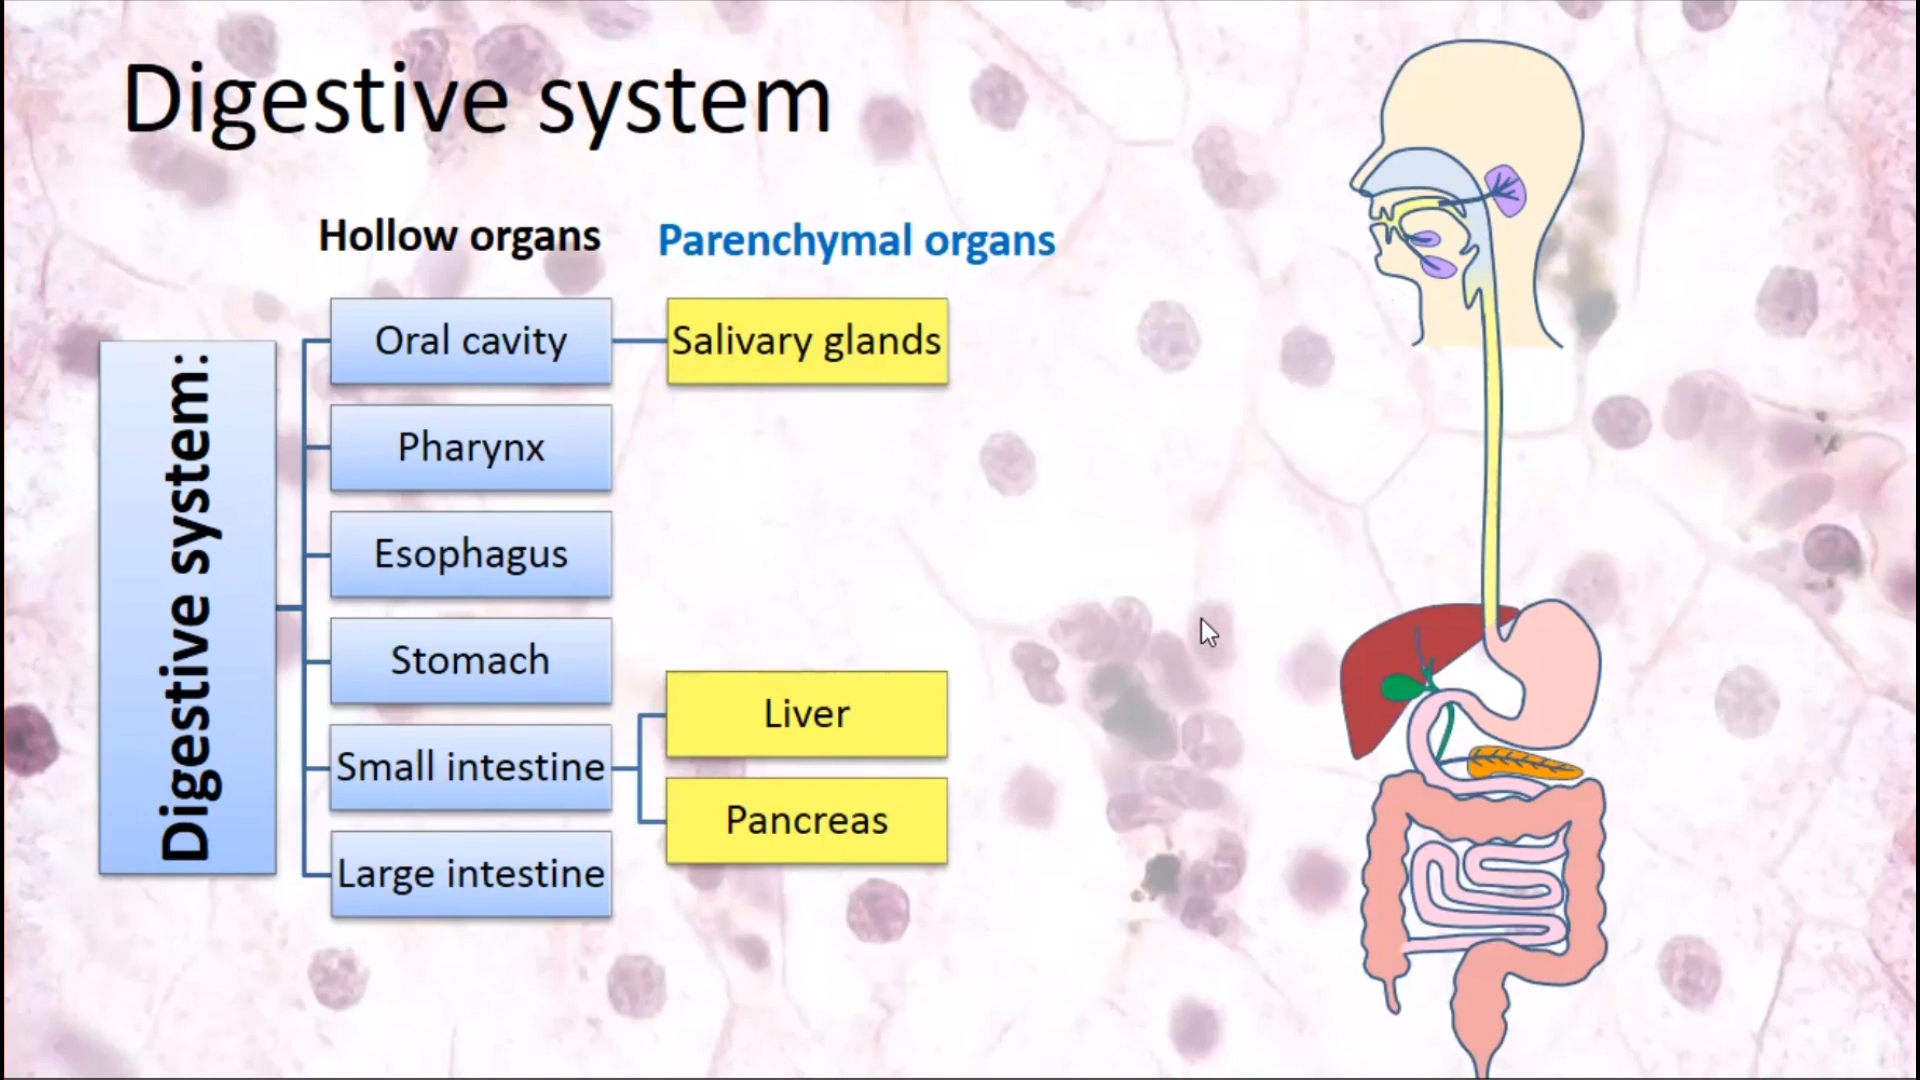 Digestive system
Hollow organs
Parenchymal organs
Digestive system:
Oral cavity
Salivary glands
Pharynx
Esophagus
Stomach
Small intestine
Liver
Pancreas
Large intestine